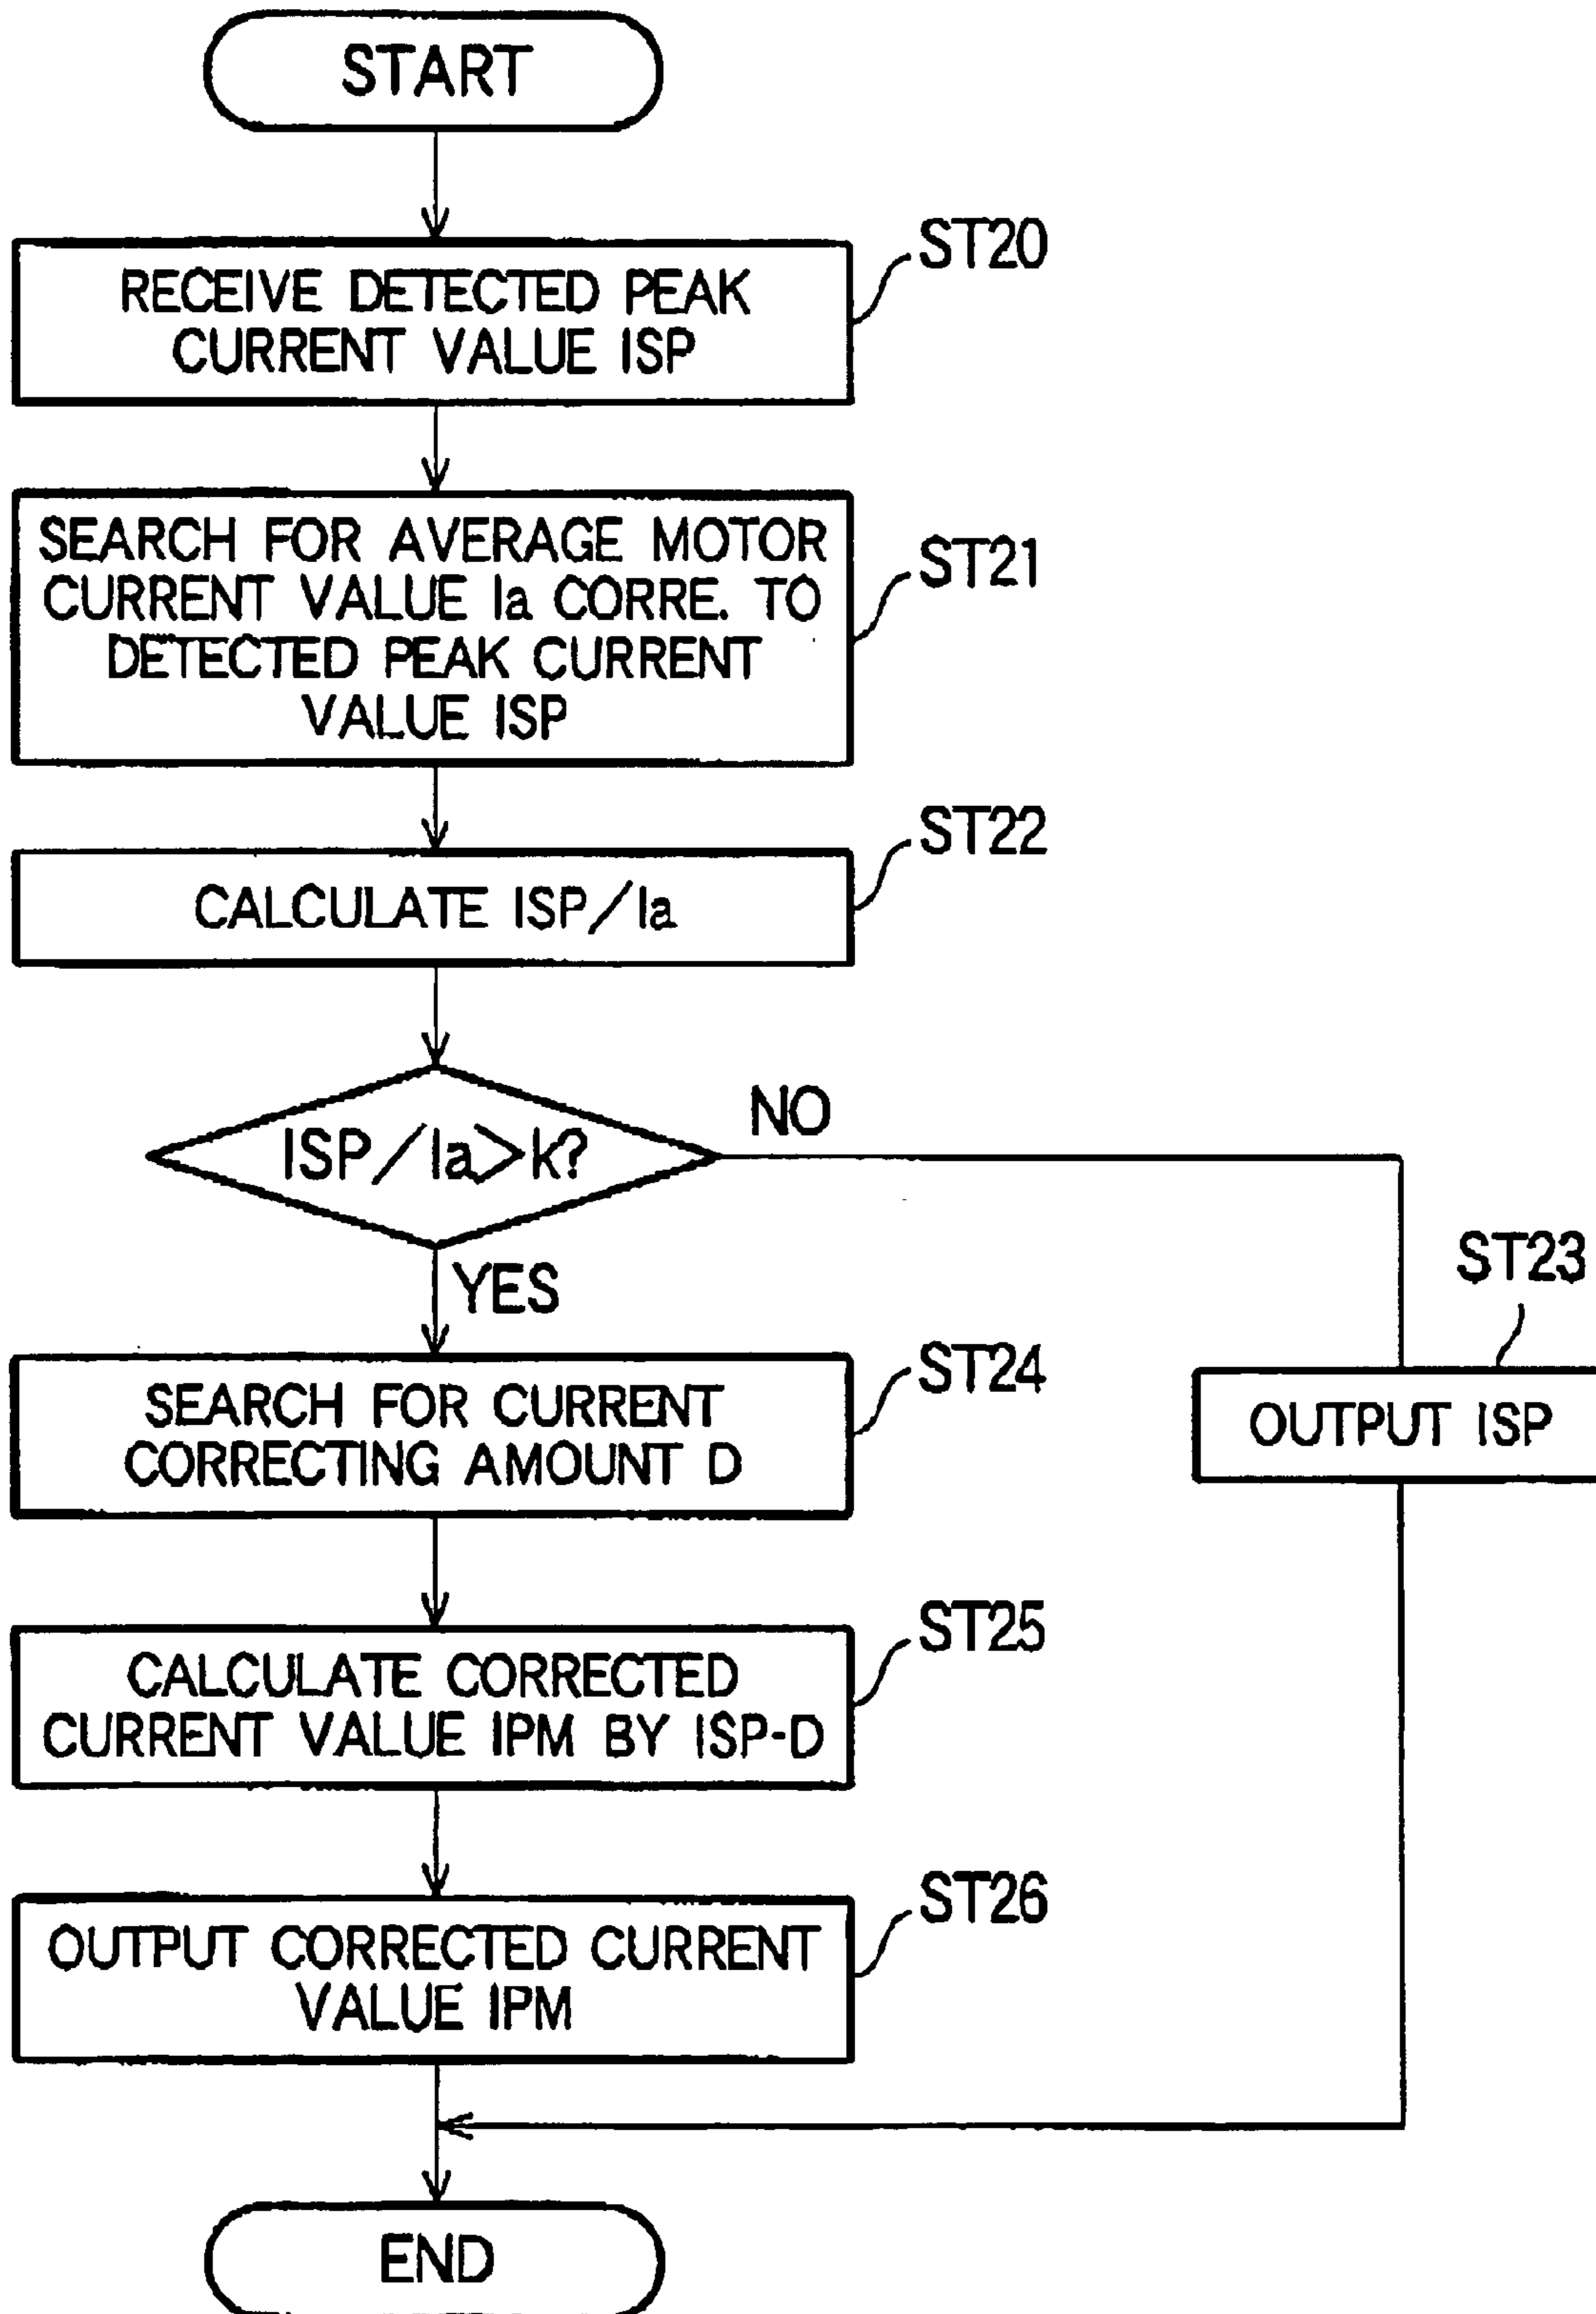 START
ST20
RECEIVE DETECTED PEAK
CURRENT VALUE ISP
ST21
SEARCH FOR AVERAGE MOTOR
CURRENT VALUE Ia CORRE. TO
DETECTED PEAK CURRENT
VALUE ISP
ST22
CALCULATE ISP/Ia
ISP/Ia>k?
NO
YES
ST23
OUTPUT ISP
ST24
SEARCH FOR CURRENT
CORRECTING AMOUNT D
ST25
CALCULATE CORRECTED
CURRENT VALUE IPM BY ISP-D
ST26
OUTPUT CORRECTED CURRENT
VALUE IPM
END